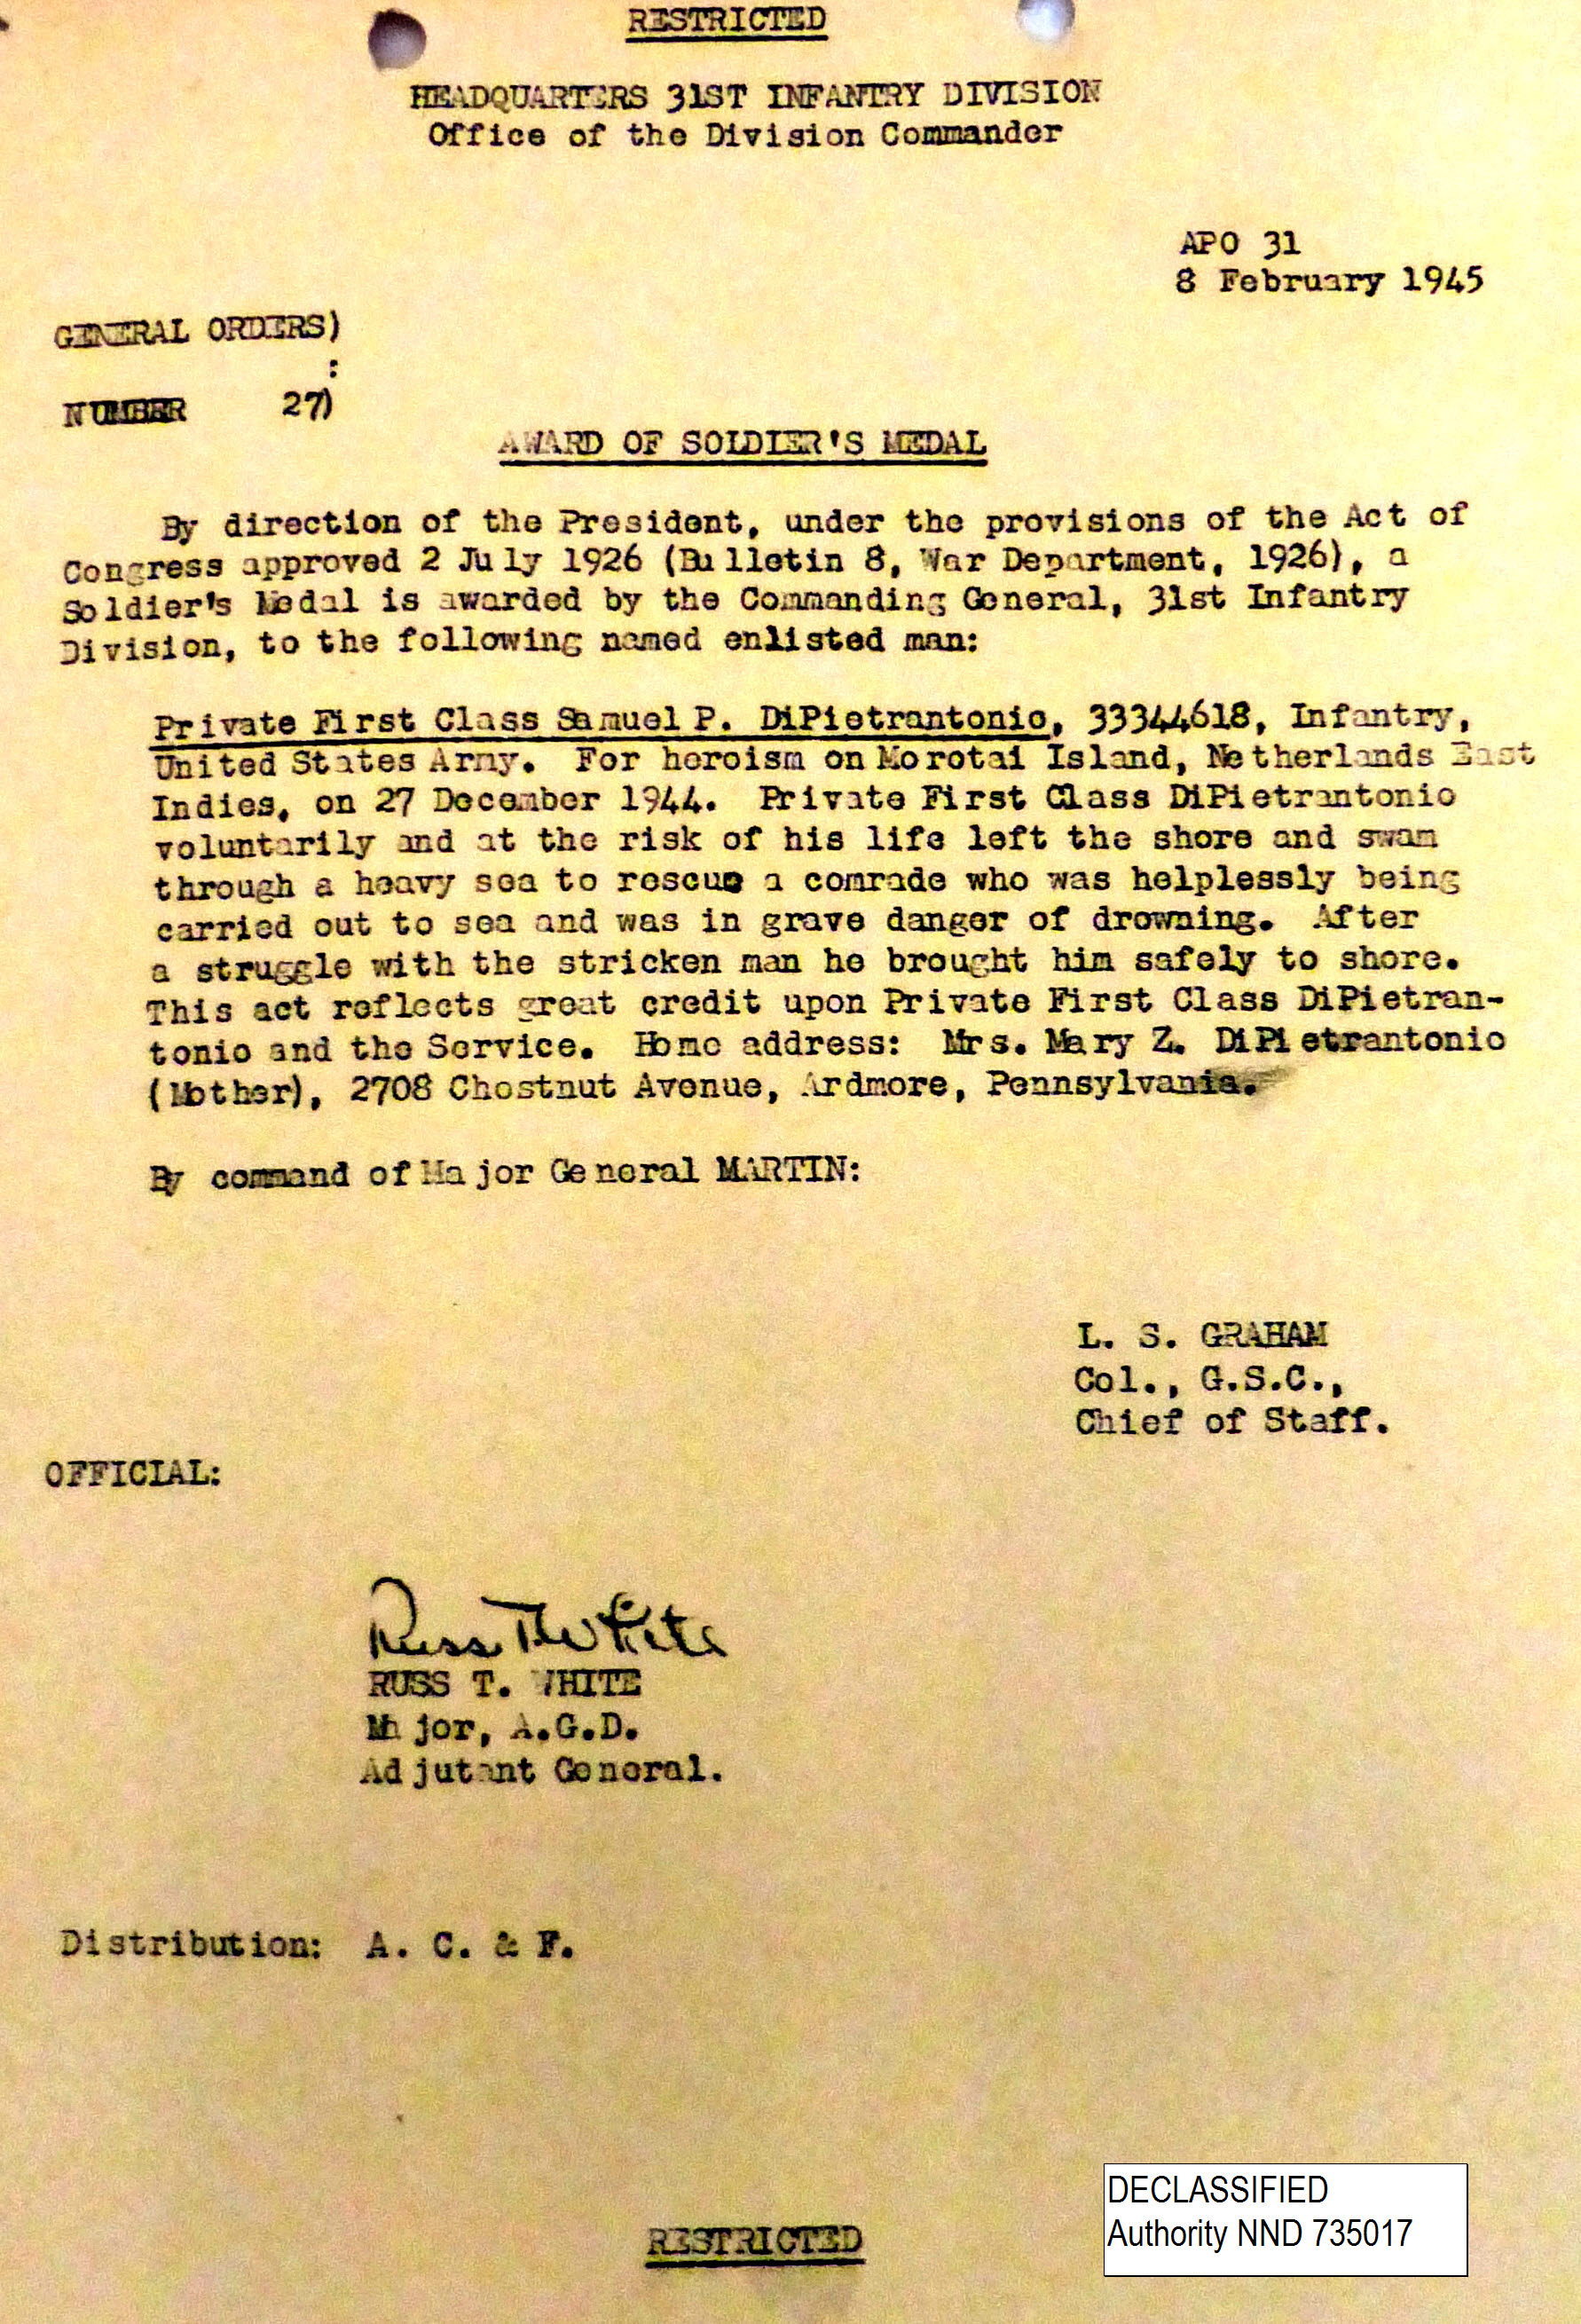 RESTRICTED
HEADQUARTERS 31ST INFANTRY DIVISION
Office of the Division Commander
APO 31
8 February 1945
GENERAL ORDERS)
:
NUMBER 27)
AWARD OF SOLDIER'S MEDAL
By direction of the President, under the provisions of the Act of
Congress approved 2 July 1926 (Bulletin 8, War Department, 1926), a
Soldier's Medal is awarded by the Commanding General, 31st Infantry
Division, to the following named enlisted man:
Private First Class Samuel P. DiPietrantonio, 33344618, Infantry,
United States Army. For heroism on Morotai Island, Netherlands East
Indies, on 27 December 1944. Private First Class DiPietrantonio
voluntarily and at the risk of his life left the shore and swam
through a heavy sea to rescue a comrade who was helplessly being
carried out to sea and was in grave danger of drowning. After
a struggle with the stricken man he brought him safely to shore.
This act reflects great credit upon Private First Class DiPietran-
tonio and the Service. Home address: Mrs. Mary Z. DiPietrantonio
(Mother), 2708 Chestnut Avenue, Ardmore, Pennsylvania.
By command of Major General MARTIN:
L. S. GRAHAM
Col., G.S.C.,
Chief of Staff.
OFFICIAL:
Russ T White
RUSS T. WHITE
Major, A.G.D.
Adjutant General.
Distribution: A. C. & F.
RESTRICTED
DECLASSIFIED
Authority NND 735017